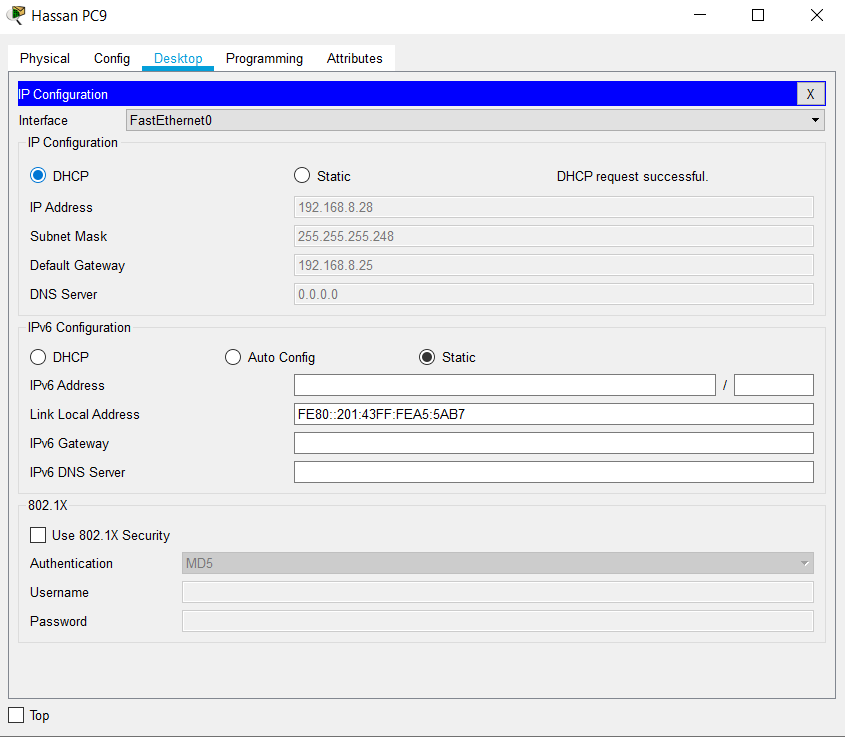 Hassan PC9
Physical Config Desktop Programming Attributes
IP Configuration X
Interface FastEthernet0
IP Configuration
DHCP Static DHCP request successful.
IP Address 192.168.8.28
Subnet Mask 255.255.255.248
Default Gateway 192.168.8.25
DNS Server 0.0.0.0
IPv6 Configuration
DHCP Auto Config Static
IPv6 Address /
Link Local Address FE80::201:43FF:FEA5:5AB7
IPv6 Gateway
IPv6 DNS Server
802.1X
Use 802.1X Security
Authentication MD5
Username
Password
Top